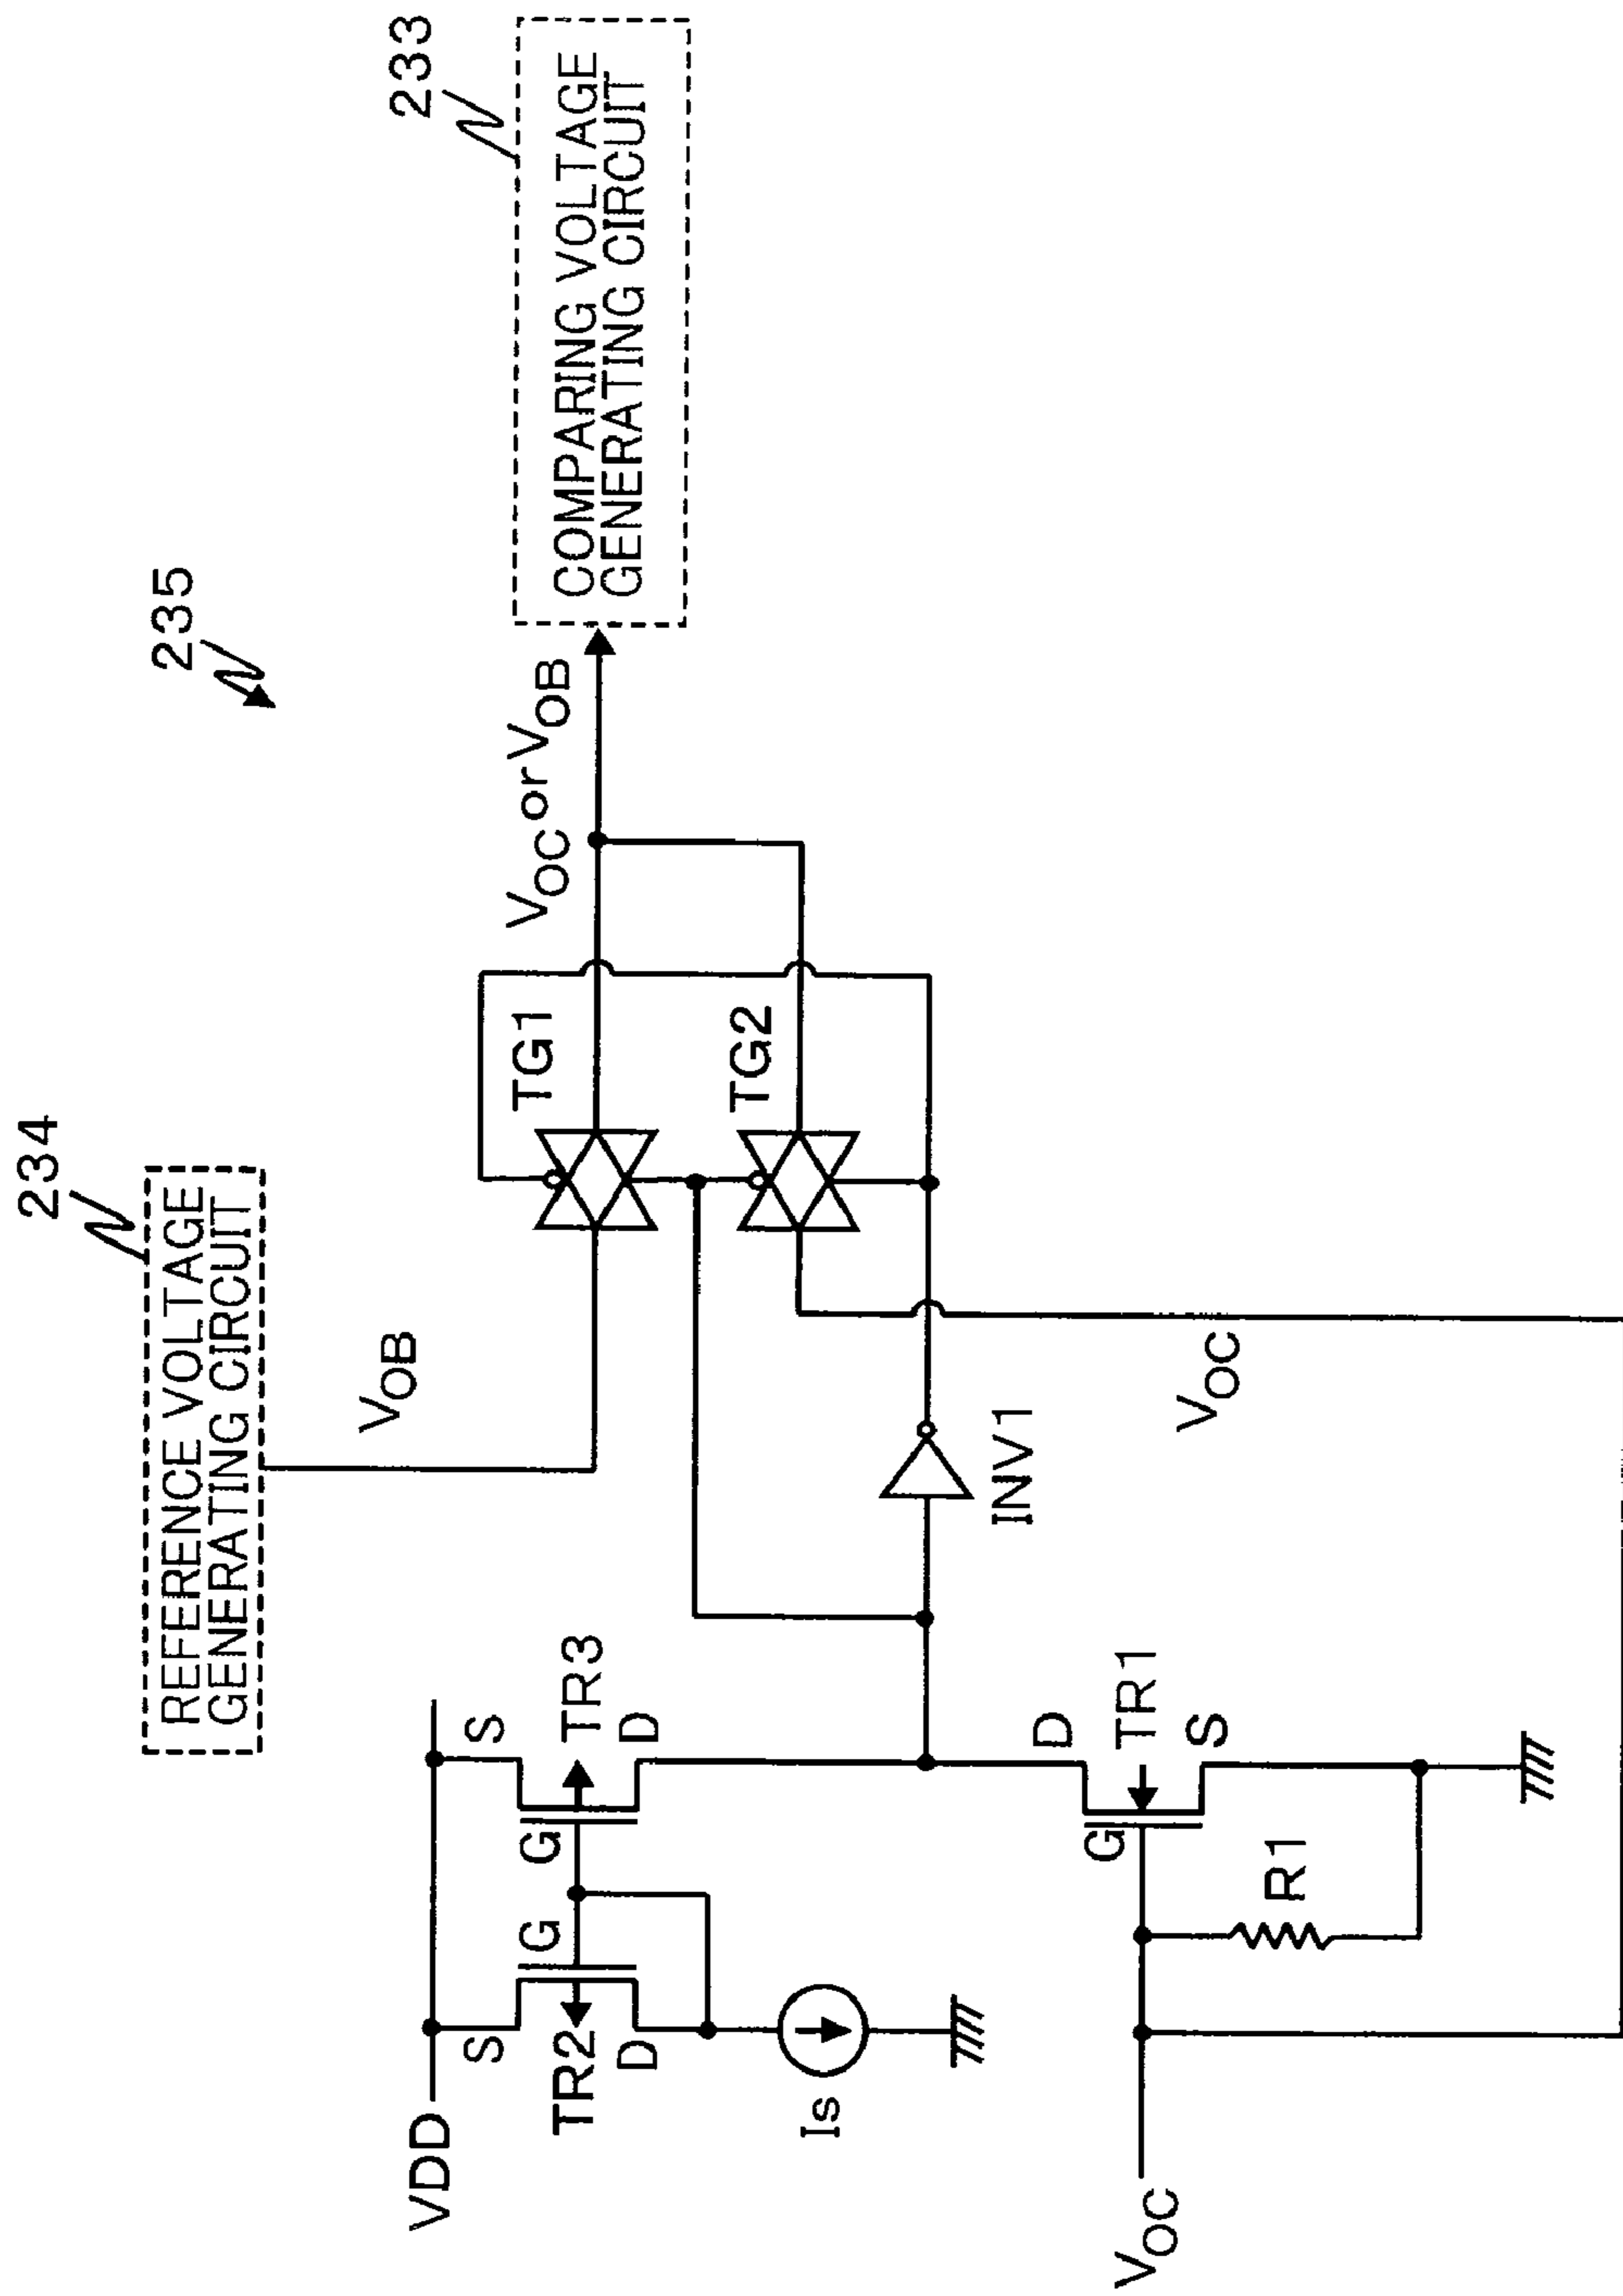 235
234
REFERENCE VOLTAGE
GENERATING CIRCUIT
233
COMPARING VOLTAGE
GENERATING CIRCUIT
VDD
S
S
VOB
VOC or VOB
TG1
G
G
TR2
TR3
D
D
TG2
Is
INV1
D
G
TR1
S
R1
VOC
VOC